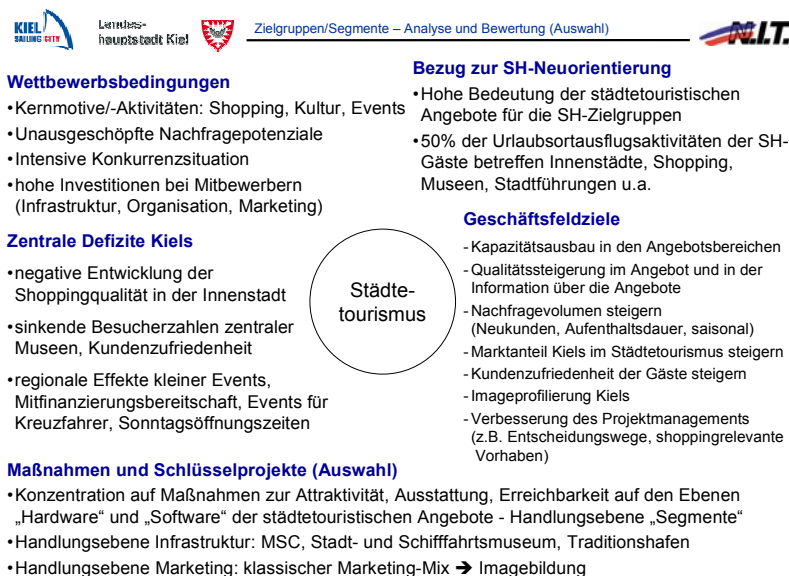 KIEL
SAILING CITY
Landes-
hauptstadt Kiel
Zielgruppen/Segmente – Analyse und Bewertung (Auswahl)
N.I.T.
Wettbewerbsbedingungen
•Kernmotive/-Aktivitäten: Shopping, Kultur, Events
•Unausgeschöpfte Nachfragepotenziale
•Intensive Konkurrenzsituation
•hohe Investitionen bei Mitbewerbern
(Infrastruktur, Organisation, Marketing)
Bezug zur SH-Neuorientierung
•Hohe Bedeutung der städtetouristischen
Angebote für die SH-Zielgruppen
•50% der Urlaubsortausflugsaktivitäten der SH-
Gäste betreffen Innenstädte, Shopping,
Museen, Stadtführungen u.a.
Zentrale Defizite Kiels
•negative Entwicklung der
Shoppingqualität in der Innenstadt
•sinkende Besucherzahlen zentraler
Museen, Kundenzufriedenheit
•regionale Effekte kleiner Events,
Mitfinanzierungsbereitschaft, Events für
Kreuzfahrer, Sonntagsöffnungszeiten
Städte-
tourismus
Geschäftsfeldziele
- Kapazitätsausbau in den Angebotsbereichen
- Qualitätssteigerung im Angebot und in der
Information über die Angebote
- Nachfragevolumen steigern
(Neukunden, Aufenthaltsdauer, saisonal)
- Marktanteil Kiels im Städtetourismus steigern
- Kundenzufriedenheit der Gäste steigern
- Imageprofilierung Kiels
- Verbesserung des Projektmanagements
(z.B. Entscheidungswege, shoppingrelevante
Vorhaben)
Maßnahmen und Schlüsselprojekte (Auswahl)
•Konzentration auf Maßnahmen zur Attraktivität, Ausstattung, Erreichbarkeit auf den Ebenen
„Hardware“ und „Software“ der städtetouristischen Angebote - Handlungsebene „Segmente“
•Handlungsebene Infrastruktur: MSC, Stadt- und Schifffahrtsmuseum, Traditionshafen
•Handlungsebene Marketing: klassischer Marketing-Mix ➔ Imagebildung